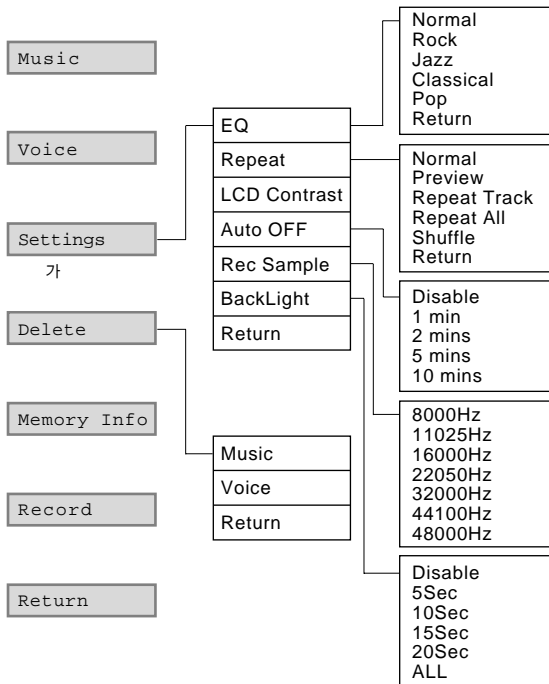 Music
Voice
Settings
가
Delete
Memory Info
Record
Return
EQ
Repeat
LCD Contrast
Auto OFF
Rec Sample
BackLight
Return
Music
Voice
Return
Normal
Rock
Jazz
Classical
Pop
Return
Normal
Preview
Repeat Track
Repeat All
Shuffle
Return
Disable
1 min
2 mins
5 mins
10 mins
8000Hz
11025Hz
16000Hz
22050Hz
32000Hz
44100Hz
48000Hz
Disable
5Sec
10Sec
15Sec
20Sec
ALL